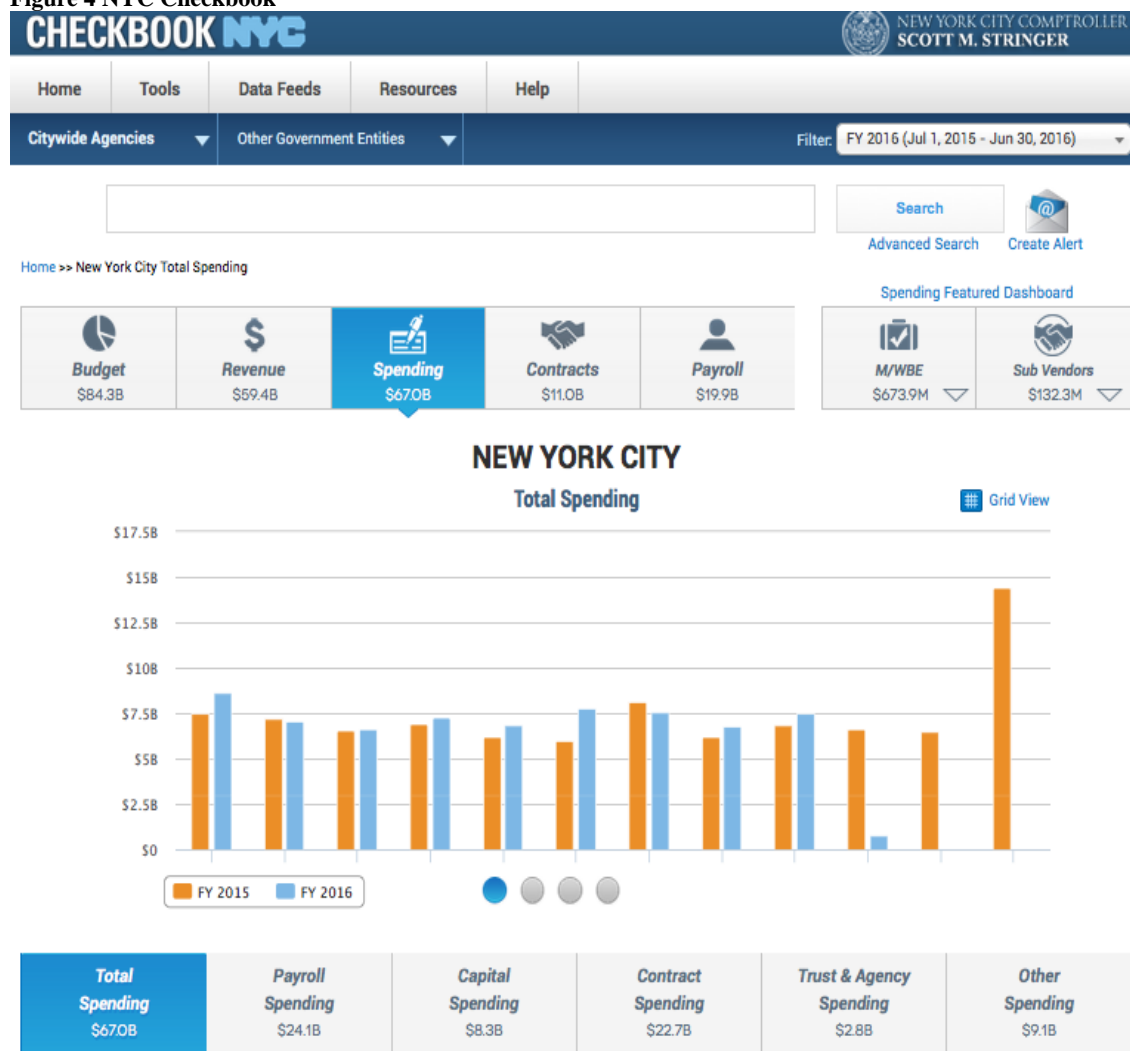 Figure 4 NYC Checkbook
CHECKBOOK NYC
NEW YORK CITY COMPTROLLER
SCOTT M. STRINGER
Home Tools Data Feeds Resources Help
Citywide Agencies Other Government Entities Filter: FY 2016 (Jul 1, 2015 - Jun 30, 2016)
Search
Advanced Search Create Alert
Home >> New York City Total Spending
Spending Featured Dashboard
Budget Revenue Spending Contracts Payroll M/WBE Sub Vendors
$84.3B $59.4B $67.0B $11.0B $19.9B $673.9M $132.3M
NEW YORK CITY
Total Spending
Grid View
$17.5B
$15B
$12.5B
$10B
$7.5B
$5B
$2.5B
$0
FY 2015 FY 2016
Total Payroll Capital Contract Trust & Agency Other
Spending Spending Spending Spending Spending Spending
$67.0B $24.1B $8.3B $22.7B $2.8B $9.1B